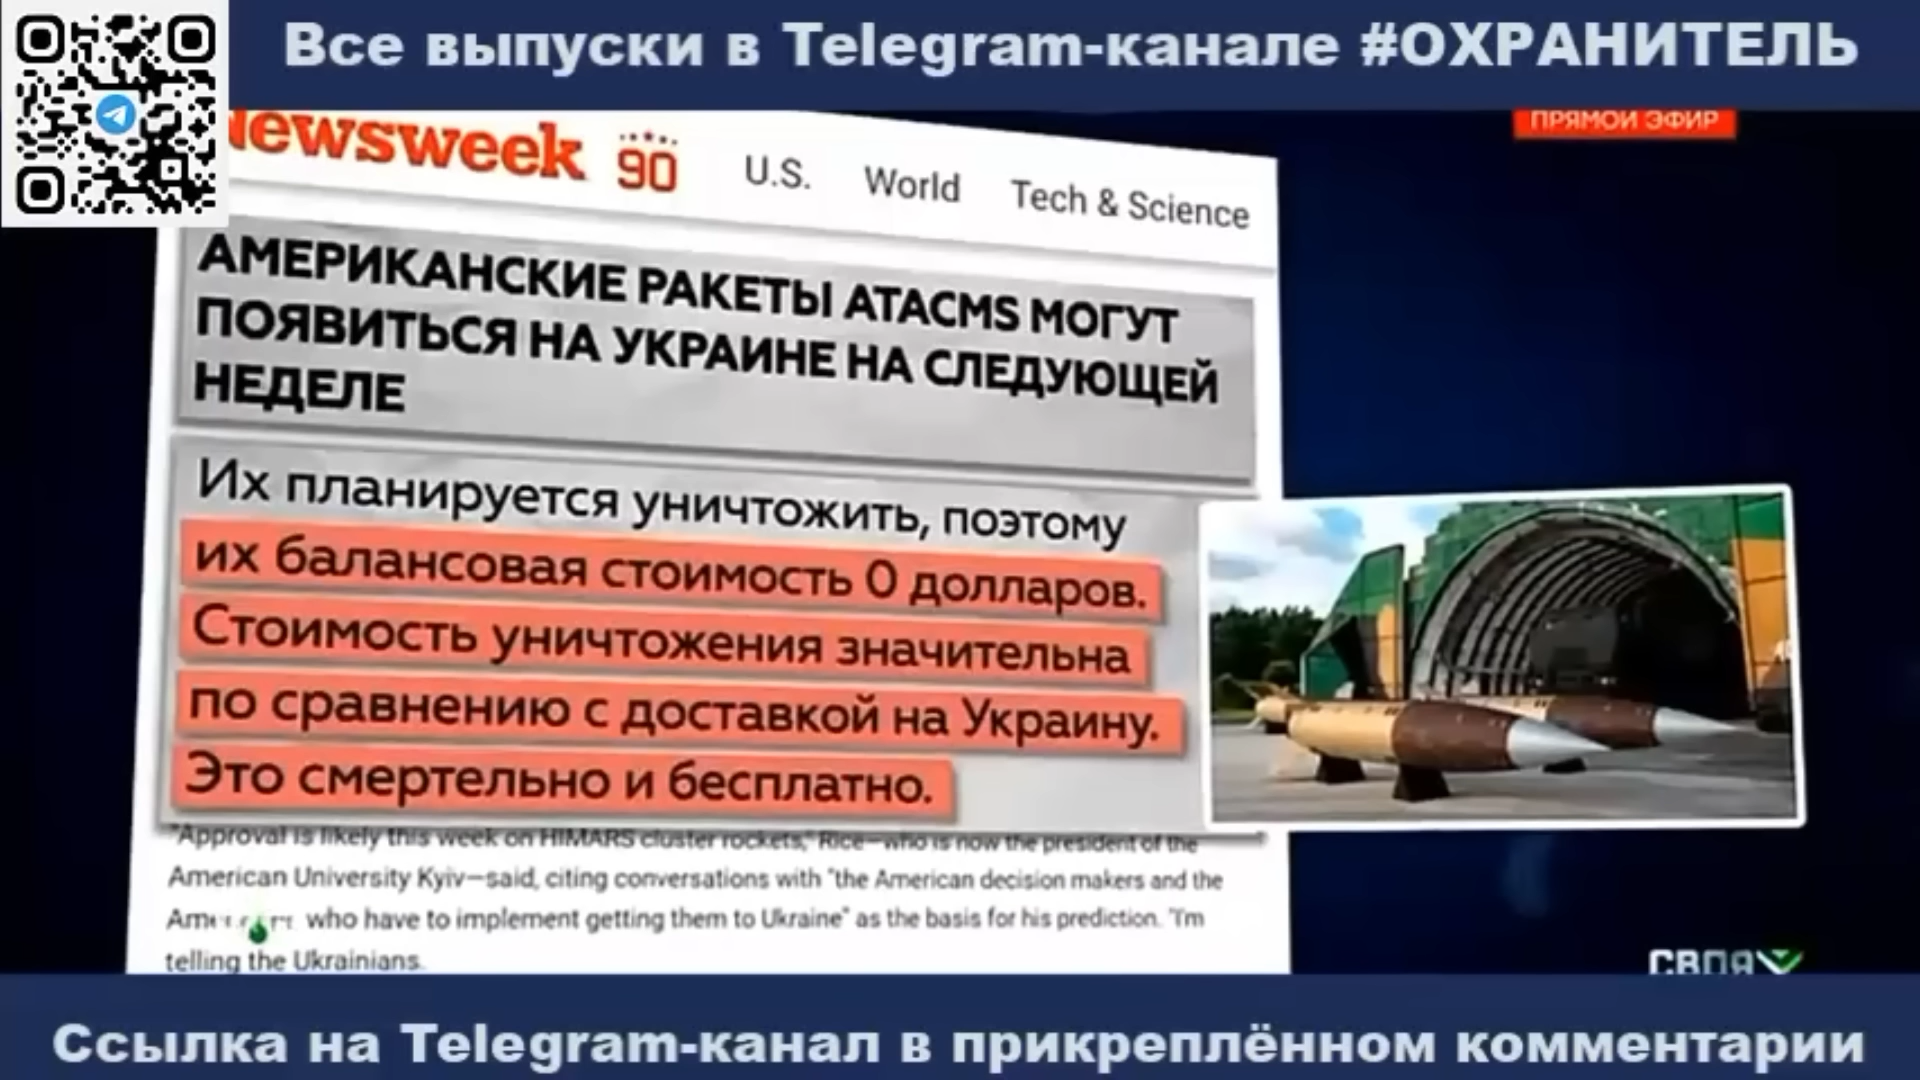 Все выпуски в Telegram-канале #ОХРАНИТЕЛЬ
ПРЯМОЙ ЭФИР
Newsweek 90 U.S. World Tech & Science
АМЕРИКАНСКИЕ РАКЕТЫ ATACMS МОГУТ
ПОЯВИТЬСЯ НА УКРАИНЕ НА СЛЕДУЮЩЕЙ
НЕДЕЛЕ
Их планируется уничтожить, поэтому
их балансовая стоимость 0 долларов.
Стоимость уничтожения значительна
по сравнению с доставкой на Украину.
Это смертельно и бесплатно.
"Approval is likely this week on HIMARS cluster rockets," Rice—who is now the president of the
American University Kyiv—said, citing conversations with "the American decision makers and the
who have to implement getting them to Ukraine" as the basis for his prediction. "I'm
telling the Ukrainians.
СВОЯ
Ссылка на Telegram-канал в прикреплённом комментарии